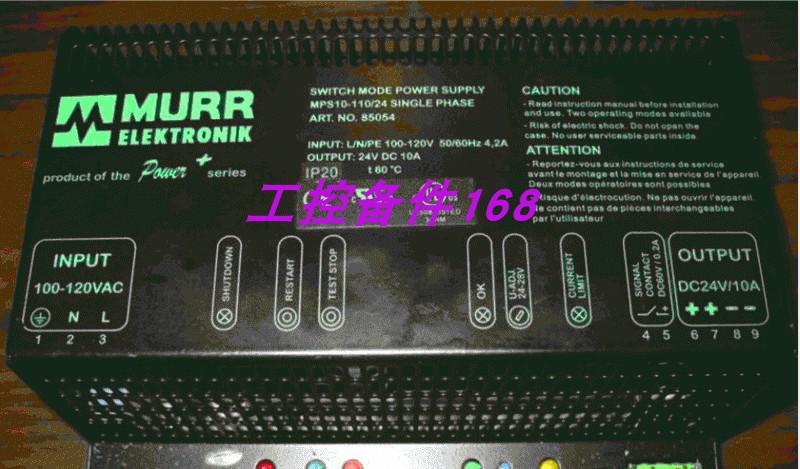 MURR
ELEKTRONIK
product of the Power+ series
SWITCH MODE POWER SUPPLY
MPS10-110/24 SINGLE PHASE
ART. NO. 85054
INPUT: L/N/PE 100-120V 50/60Hz 4,2A
OUTPUT: 24V DC 10A
IP20 t 60°C
CAUTION
- Read instruction manual before installation
and use. Two operating modes available
- Risk of electric shock. Do not open the
case. No user serviceable parts inside.
ATTENTION
- Reportez-vous aux instructions de service
avant le montage et la mise en service de l'appareil.
Deux modes opératoires sont possibles
- Risque d'électrocution. Ne pas ouvrir l'appareil.
Ne contient pas de pièces interchangeables
par l'utilisateur
工控备件168
INPUT
100-120VAC
N L
1 2 3
SHUTDOWN
RESTART
TEST STOP
OK
U-ADJ.
24-28V
CURRENT
LIMIT
SIGNAL
CONTACT
DC60V / 0.2A
4 5
OUTPUT
DC24V/10A
+ + - -
6 7 8 9